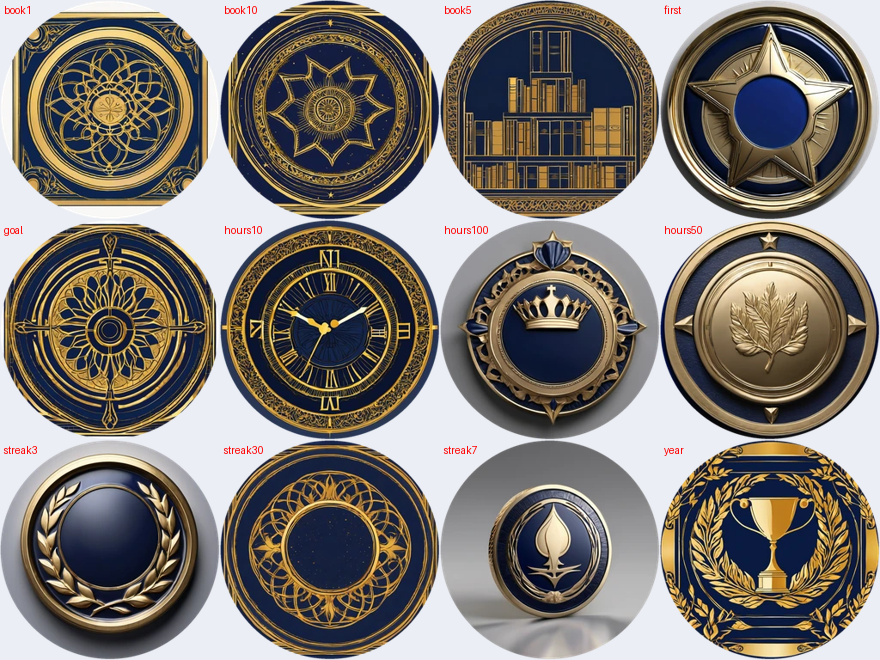 book1
book10
book5
first
goal
hours10
hours100
hours50
streak3
streak30
streak7
year